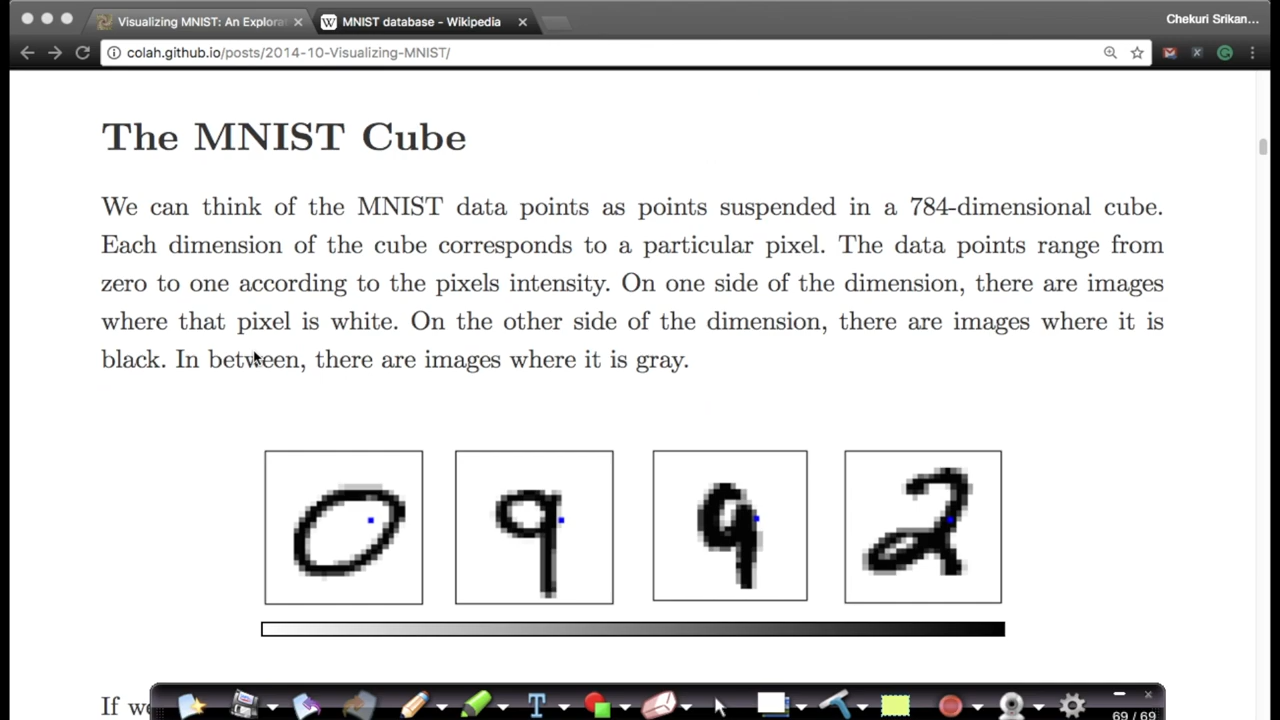 Visualizing MNIST: An Explora
MNIST database - Wikipedia
Chekuri Srikan...
colah.github.io/posts/2014-10-Visualizing-MNIST/
The MNIST Cube
We can think of the MNIST data points as points suspended in a 784-dimensional cube.
Each dimension of the cube corresponds to a particular pixel. The data points range from
zero to one according to the pixels intensity. On one side of the dimension, there are images
where that pixel is white. On the other side of the dimension, there are images where it is
black. In between, there are images where it is gray.
0 9 9 2
If we
69 / 69